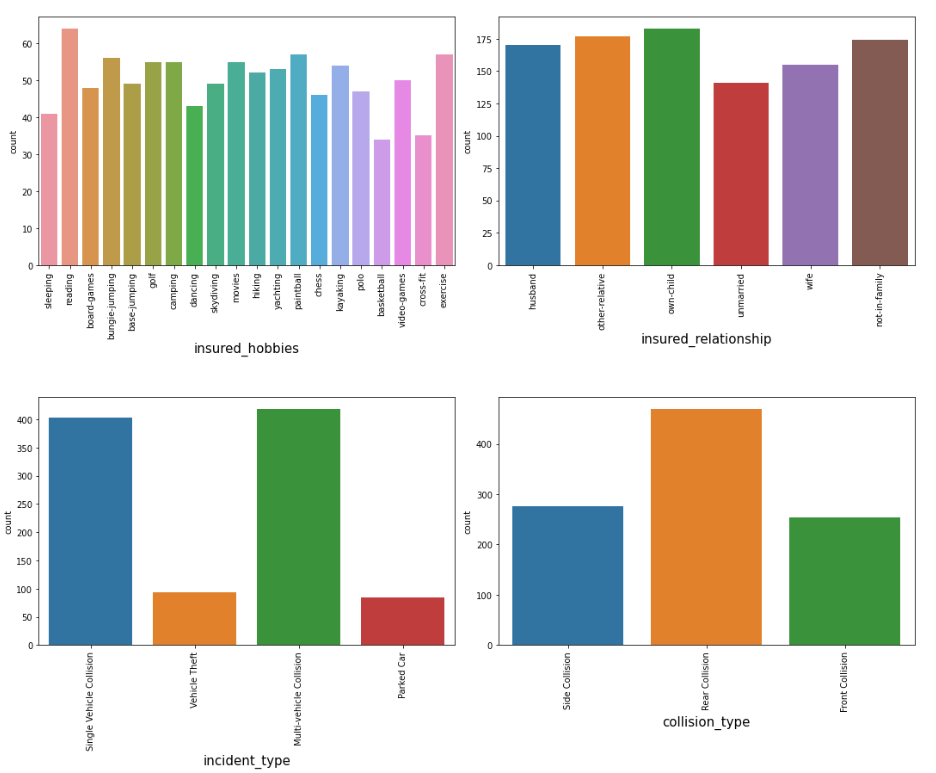 60
50
40
30
20
10
0
count
sleeping
reading
board-games
bungie-jumping
base-jumping
golf
camping
dancing
skydiving
movies
hiking
yachting
paintball
chess
kayaking
polo
basketball
video-games
cross-fit
exercise
insured_hobbies
175
150
125
100
75
50
25
0
count
husband
other-relative
own-child
unmarried
wife
not-in-family
insured_relationship
400
350
300
250
200
150
100
50
0
count
Single Vehicle Collision
Vehicle Theft
Multi-vehicle Collision
Parked Car
incident_type
400
300
200
100
0
count
Side Collision
Rear Collision
Front Collision
collision_type